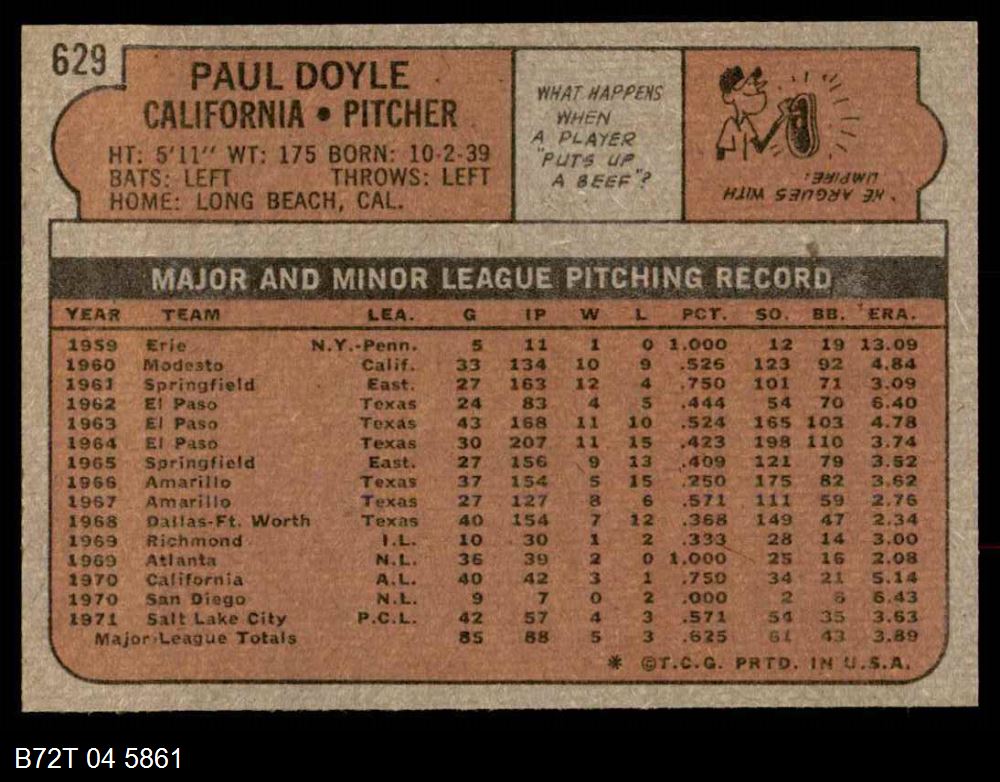 629
PAUL DOYLE
CALIFORNIA • PITCHER
HT: 5'11" WT: 175 BORN: 10-2-39
BATS: LEFT THROWS: LEFT
HOME: LONG BEACH, CAL.
WHAT HAPPENS
WHEN
A PLAYER
"PUTS UP
A BEEF"?
HE ARGUES WITH
UMPIRE.
MAJOR AND MINOR LEAGUE PITCHING RECORD
YEAR TEAM LEA. G IP W L PCT. SO. BB. ERA.
1959 Erie N.Y.-Penn. 5 11 1 0 1.000 12 19 13.09
1960 Modesto Calif. 33 134 10 9 .526 123 92 4.84
1961 Springfield East. 27 163 12 4 .750 101 71 3.09
1962 El Paso Texas 24 83 4 5 .444 54 70 6.40
1963 El Paso Texas 43 168 11 10 .524 165 103 4.78
1964 El Paso Texas 30 207 11 15 .423 198 110 3.74
1965 Springfield East. 27 156 9 13 .409 121 79 3.52
1966 Amarillo Texas 37 154 5 15 .250 175 82 3.62
1967 Amarillo Texas 27 127 8 6 .571 111 59 2.76
1968 Dallas-Ft. Worth Texas 40 154 7 12 .368 149 47 2.34
1969 Richmond I.L. 10 30 1 2 .333 28 14 3.00
1969 Atlanta N.L. 36 39 2 0 1.000 25 16 2.08
1970 California A.L. 40 42 3 1 .750 34 21 5.14
1970 San Diego N.L. 9 7 0 2 .000 2 6 6.43
1971 Salt Lake City P.C.L. 42 57 4 3 .571 54 35 3.63
Major League Totals 85 88 5 3 .625 61 43 3.89
* ©T.C.G. PRTD. IN U.S.A.
B72T 04 5861